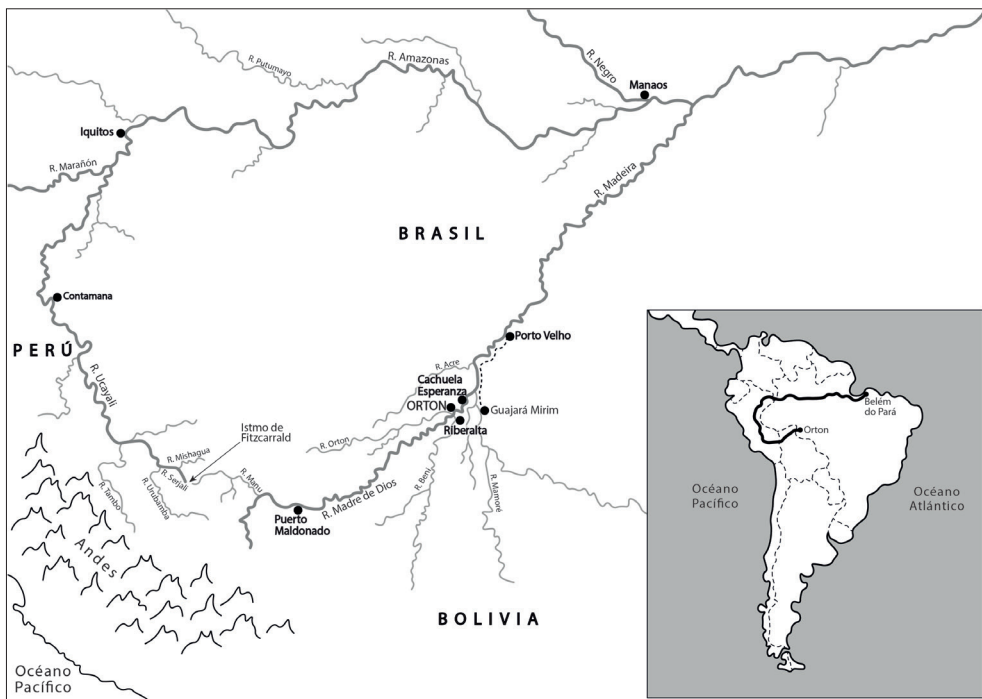 R. Putumayo
R. Amazonas
R. Negro
Manaos
Iquitos
R. Marañón
R. Madeira
BRASIL
Contamana
PERÚ
R. Ucayali
Porto Velho
R. Acre
Cachuela
Esperanza
ORTON
Guajará Mirim
Riberalta
R. Orton
Istmo de
Fitzcarrald
R. Mishagua
R. Serjali
R. Manu
R. Urubamba
R. Tambo
R. Madre de Dios
R. Beni
R. Mamoré
Puerto
Maldonado
Andes
BOLIVIA
Océano
Pacífico
Belém
do Pará
Orton
Océano
Pacífico
Océano
Atlántico